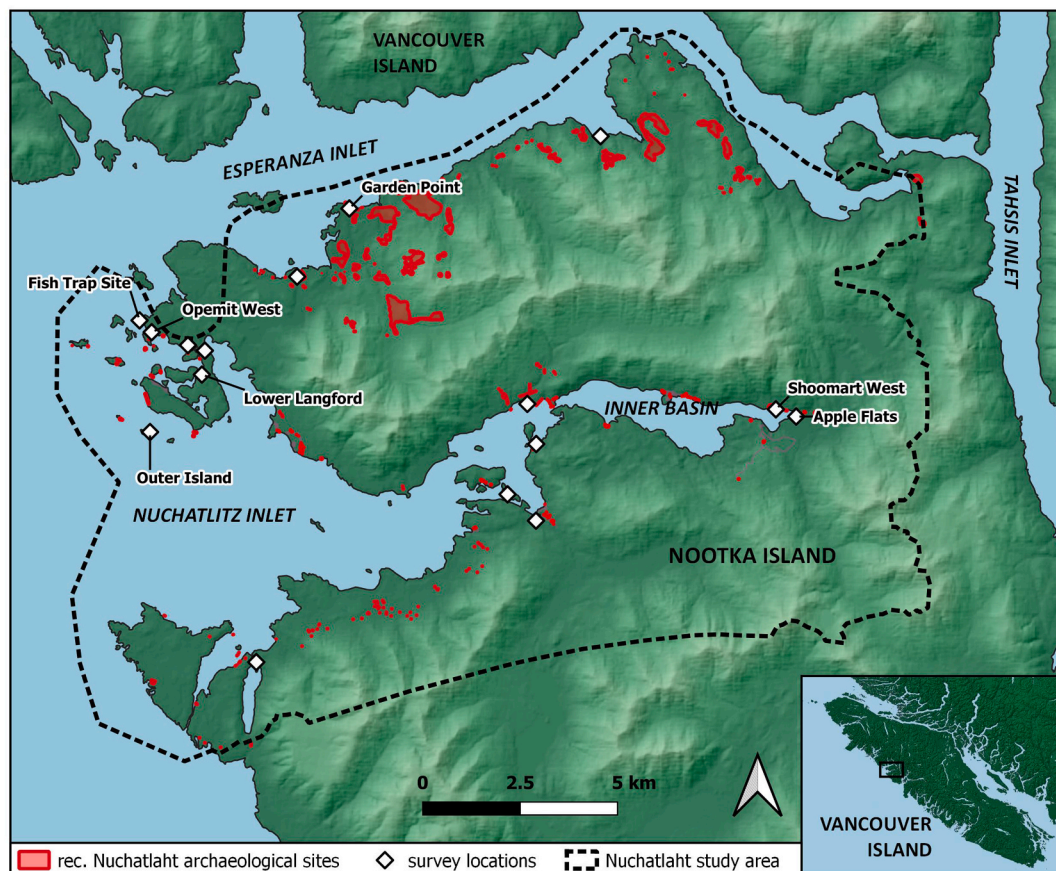 VANCOUVER
ISLAND
ESPERANZA INLET
TAHSIS INLET
Garden Point
Fish Trap Site
Opemit West
Lower Langford
Shoomart West
INNER BASIN
Apple Flats
Outer Island
NUCHATLITZ INLET
NOOTKA ISLAND
0 2.5 5 km
VANCOUVER
ISLAND
rec. Nuchatlaht archaeological sites survey locations Nuchatlaht study area